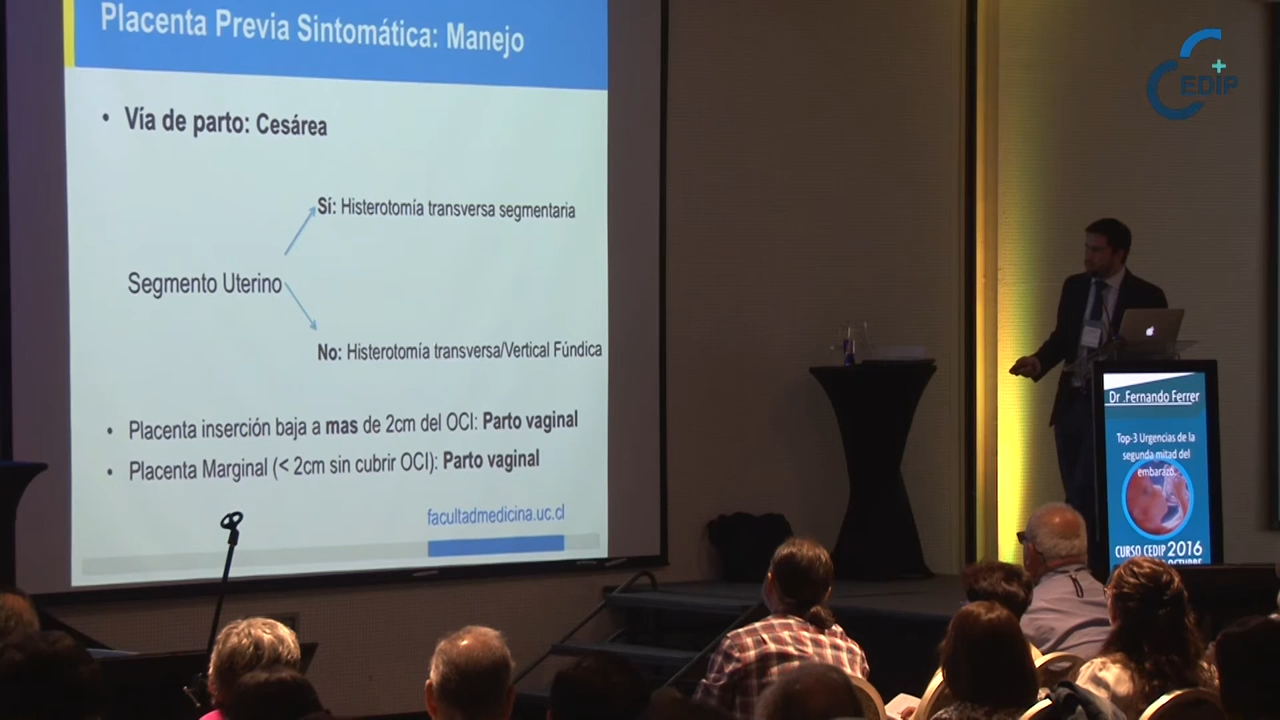 Placenta Previa Sintomática: Manejo
• Vía de parto: Cesárea
Sí: Histerotomía transversa segmentaria
Segmento Uterino
No: Histerotomía transversa/Vertical Fúndica
• Placenta inserción baja a mas de 2cm del OCI: Parto vaginal
• Placenta Marginal (< 2cm sin cubrir OCI): Parto vaginal
facultadmedicina.uc.cl
CEDIP
Dr .Fernando Ferrer
Top-3 Urgencias de la
segunda mitad del
embarazo.
CURSO CEDIP 2016
OCTUBRE